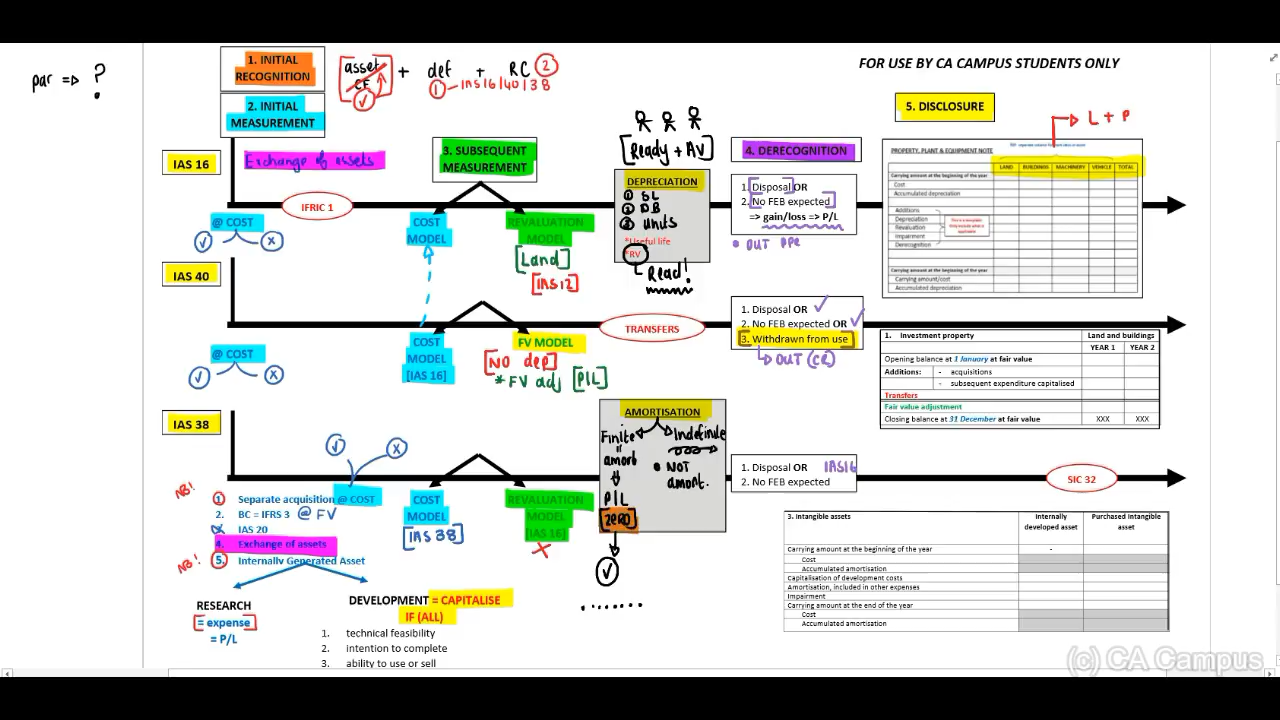 par => ?
1. INITIAL
RECOGNITION
asset
CF
+ def + RC ②
① – IAS 16/40/38
FOR USE BY CA CAMPUS STUDENTS ONLY
2. INITIAL
MEASUREMENT
5. DISCLOSURE
L + P
IAS 16
Exchange of assets
3. SUBSEQUENT
MEASUREMENT
[Ready + AV]
4. DERECOGNITION
DEPRECIATION
① SL
② DB
③ units
*Useful life
*RV
Read!
1. Disposal OR
2. No FEB expected
=> gain/loss => P/L
• OUT PPE
PROPERTY, PLANT & EQUIPMENT NOTE
LAND BUILDINGS MACHINERY VEHICLE TOTAL
Carrying amount at the beginning of the year
Cost
Accumulated depreciation
Additions
Depreciation
Revaluation
Impairment
Derecognition
Carrying amount at the end of the year
Carrying amount/cost
Accumulated depreciation
IFRIC 1
@ COST
√ X
COST
MODEL
REVALUATION
MODEL
[Land]
[IAS12]
IAS 40
TRANSFERS
1. Disposal OR √
2. No FEB expected OR √
3. Withdrawn from use
OUT (CR)
@ COST
√ X
COST
MODEL
[IAS 16]
FV MODEL
[NO dep]
* FV adj [P/L]
1. Investment property Land and buildings
YEAR 1 YEAR 2
Opening balance at 1 January at fair value
Additions: - acquisitions
- subsequent expenditure capitalised
Transfers
Fair value adjustment
Closing balance at 31 December at fair value XXX XXX
IAS 38
AMORTISATION
Finite
=
amort
P/L
[ZERO]
√
Indefinite
• NOT
amort.
√ X
1. Disposal OR IAS16
2. No FEB expected
SIC 32
NB!
1. Separate acquisition @ COST
2. BC = IFRS 3 @ FV
IAS 20
4. Exchange of assets
NB!
5. Internally Generated Asset
COST
MODEL
[IAS 38]
REVALUATION
MODEL
[IAS 16]
X
3. Intangible assets Internally developed asset Purchased intangible asset
Carrying amount at the beginning of the year -
Cost
Accumulated amortisation
Capitalisation of development costs
Amortisation, included in other expenses
Impairment
Carrying amount at the end of the year
Cost
Accumulated amortisation
RESEARCH
[= expense]
= P/L
DEVELOPMENT = CAPITALISE
IF (ALL)
1. technical feasibility
2. intention to complete
3. ability to use or sell
(c) CA Campus